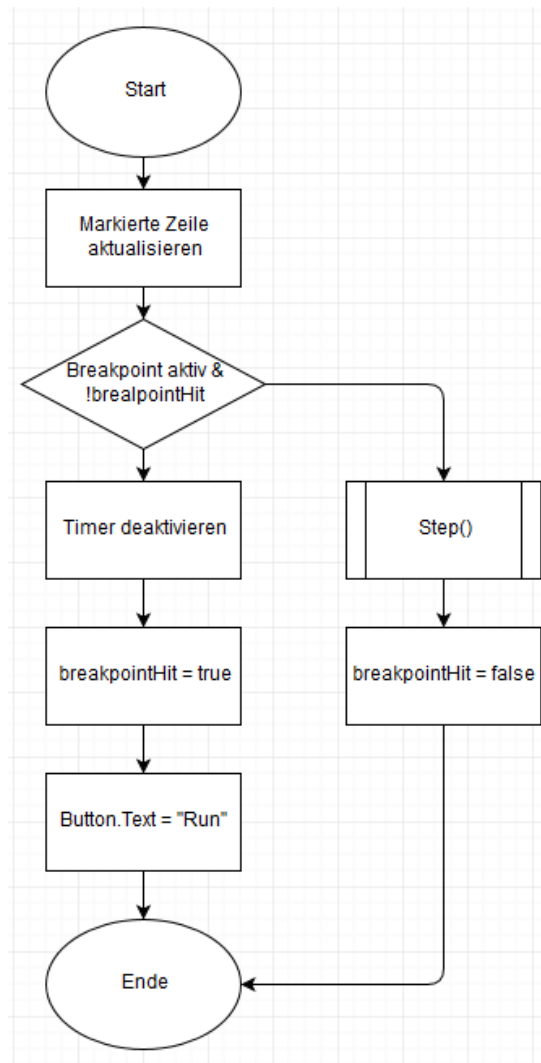 Start
Markierte Zeile
aktualisieren
Breakpoint aktiv &
!brealpointHit
Timer deaktivieren
Step()
breakpointHit = true
breakpointHit = false
Button.Text = "Run"
Ende